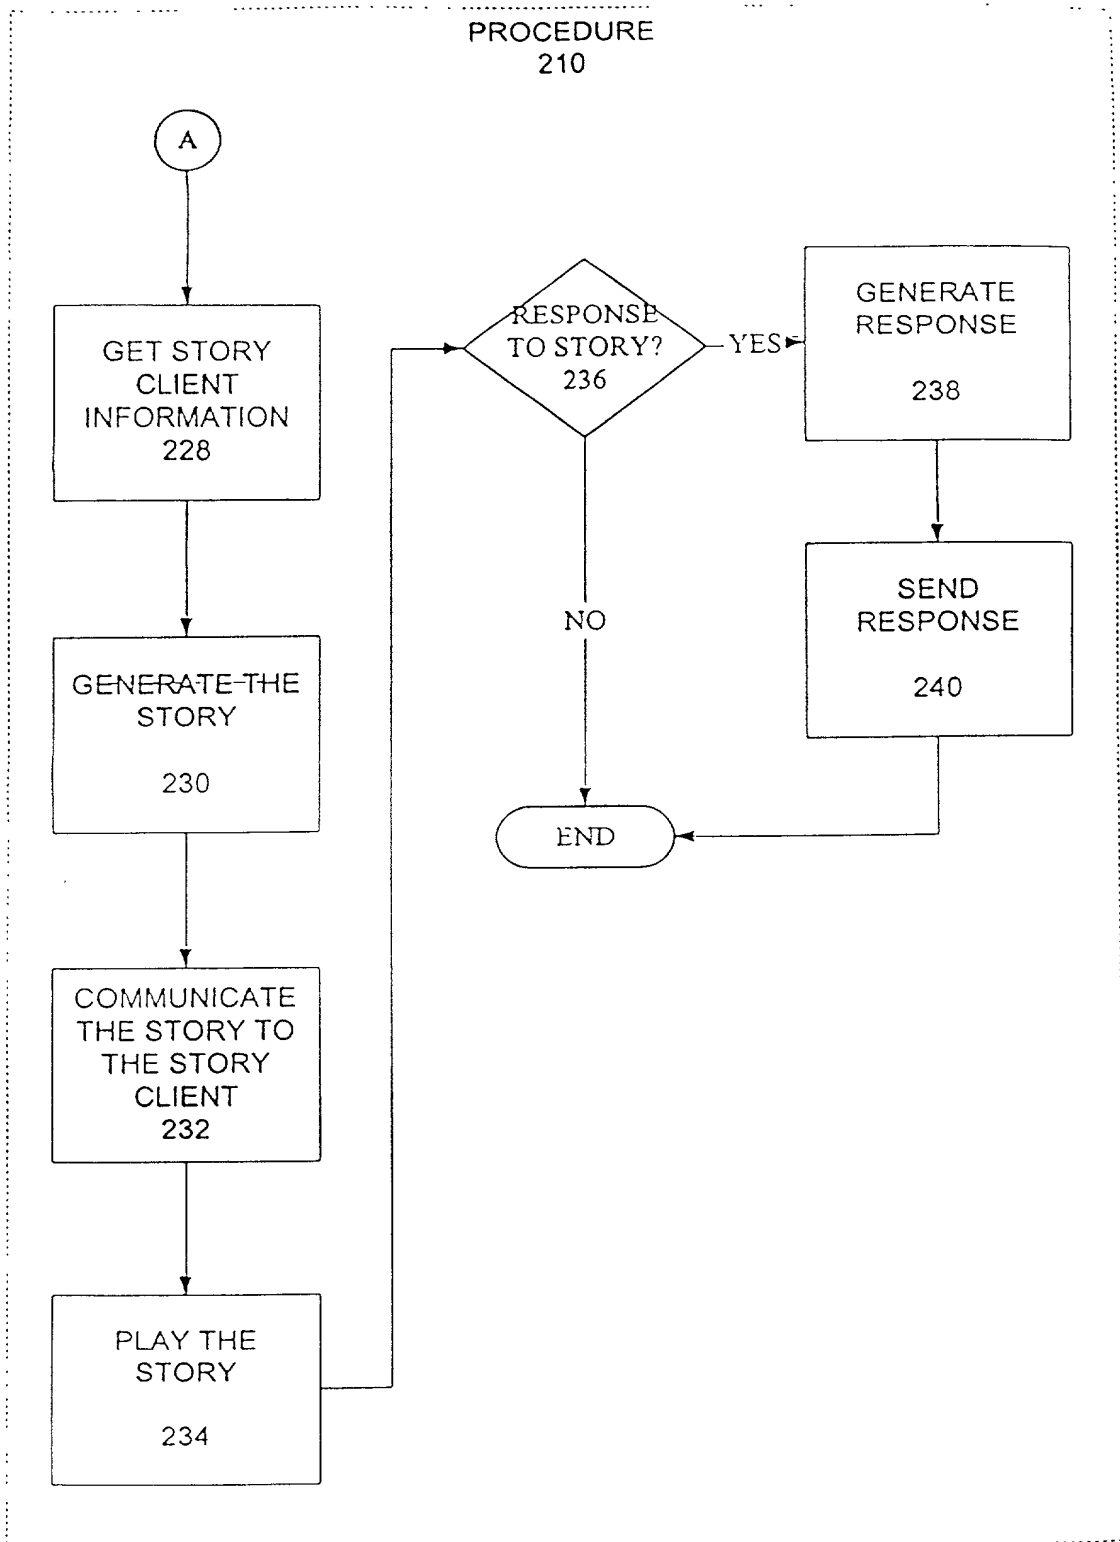 PROCEDURE
210
A
GET STORY
CLIENT
INFORMATION
228
GENERATE THE
STORY
230
COMMUNICATE
THE STORY TO
THE STORY
CLIENT
232
PLAY THE
STORY
234
RESPONSE
TO STORY?
236
YES
NO
GENERATE
RESPONSE
238
SEND
RESPONSE
240
END